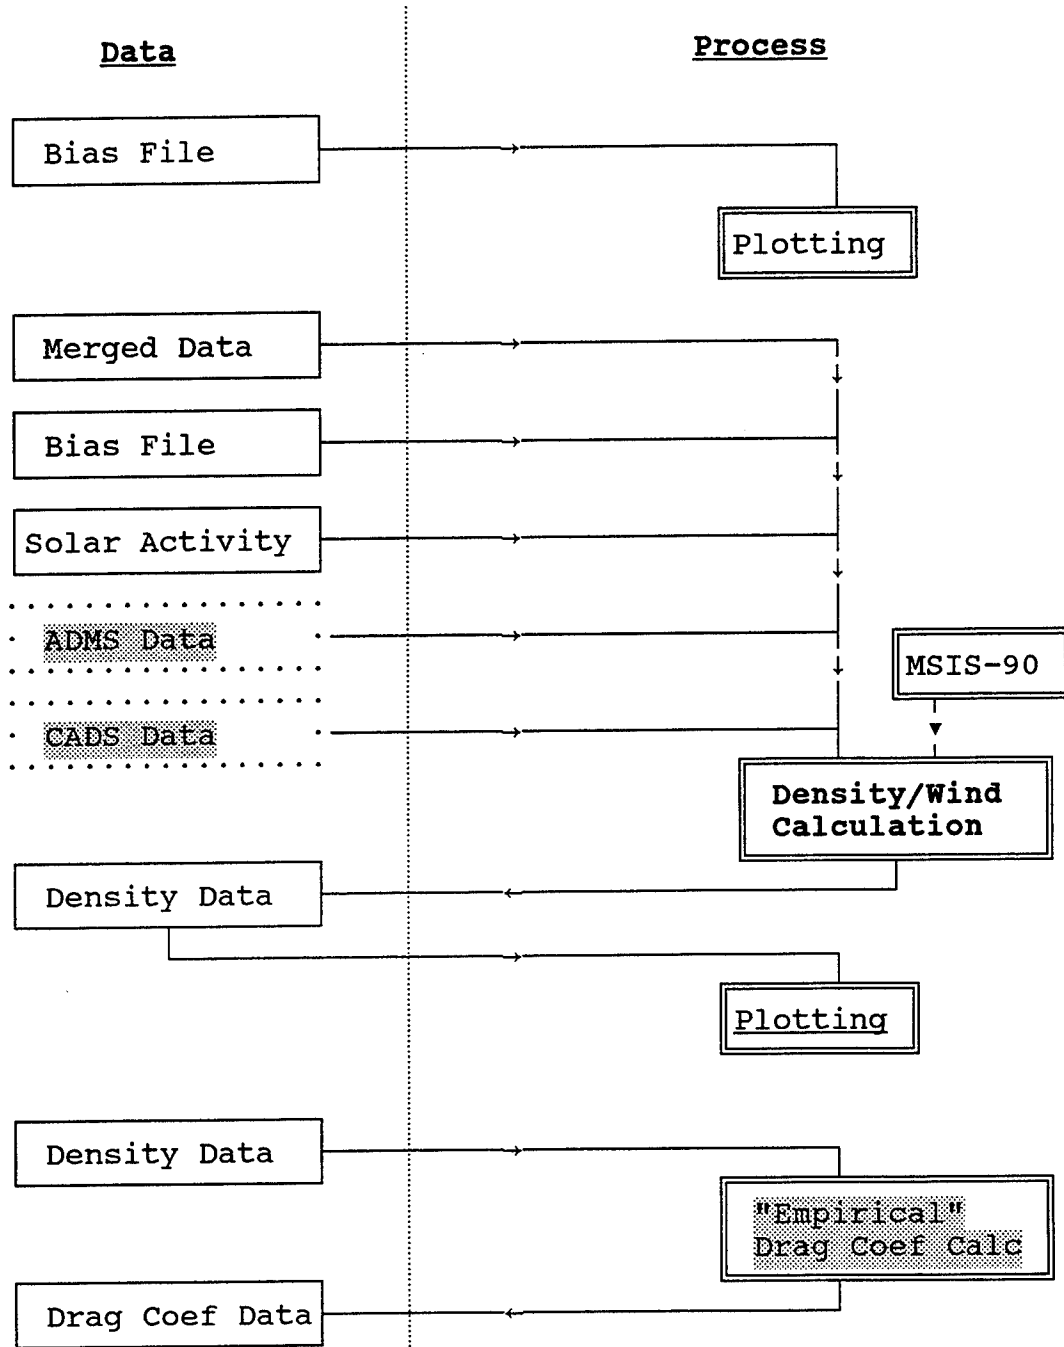 Data
Process
Bias File
Plotting
Merged Data
Bias File
Solar Activity
ADMS Data
MSIS-90
CADS Data
Density/Wind
Calculation
Density Data
Plotting
Density Data
"Empirical"
Drag Coef Calc
Drag Coef Data